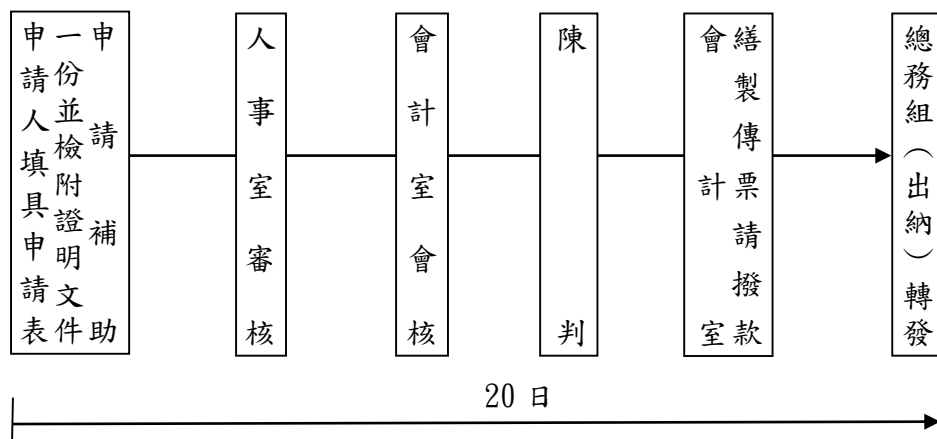 申請人填具申請表
一份並檢附證明文件
申請補助
人事室審核
會計室會核
陳判
會計室
繕製傳票請撥款
總務組（出納）轉發
20 日